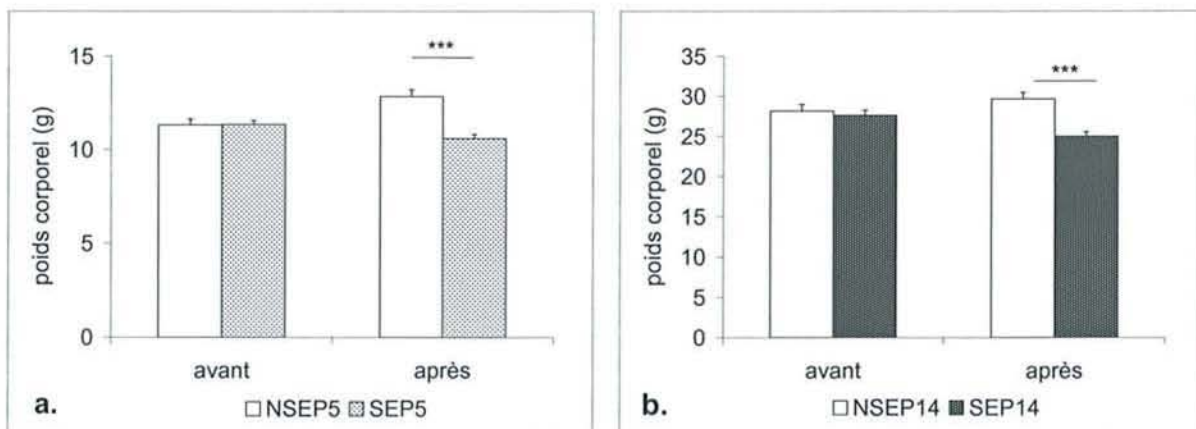 15
10
5
0
poids corporel (g)
***
avant
après
a.
NSEP5 SEP5
35
30
25
20
15
10
5
0
poids corporel (g)
***
avant
après
b.
NSEP14 SEP14